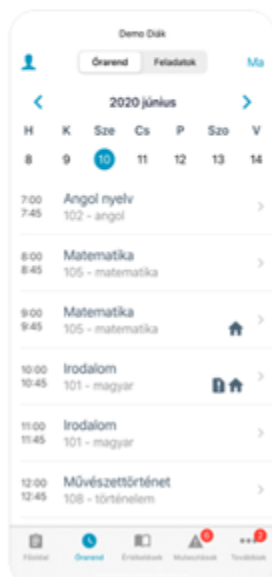 Demo Diák
Órarend Feladatok Ma
2020 június
H K Sze Cs P Szo V
8 9 10 11 12 13 14
7:00 Angol nyelv
7:45 102 - angol
8:00 Matematika
8:45 105 - matematika
9:00 Matematika
9:45 105 - matematika
10:00 Irodalom
10:45 101 - magyar
11:00 Irodalom
11:45 101 - magyar
12:00 Művészettörténet
12:45 108 - történelem
Főoldal Órarend Értékelések Mulasztások Továbbiak